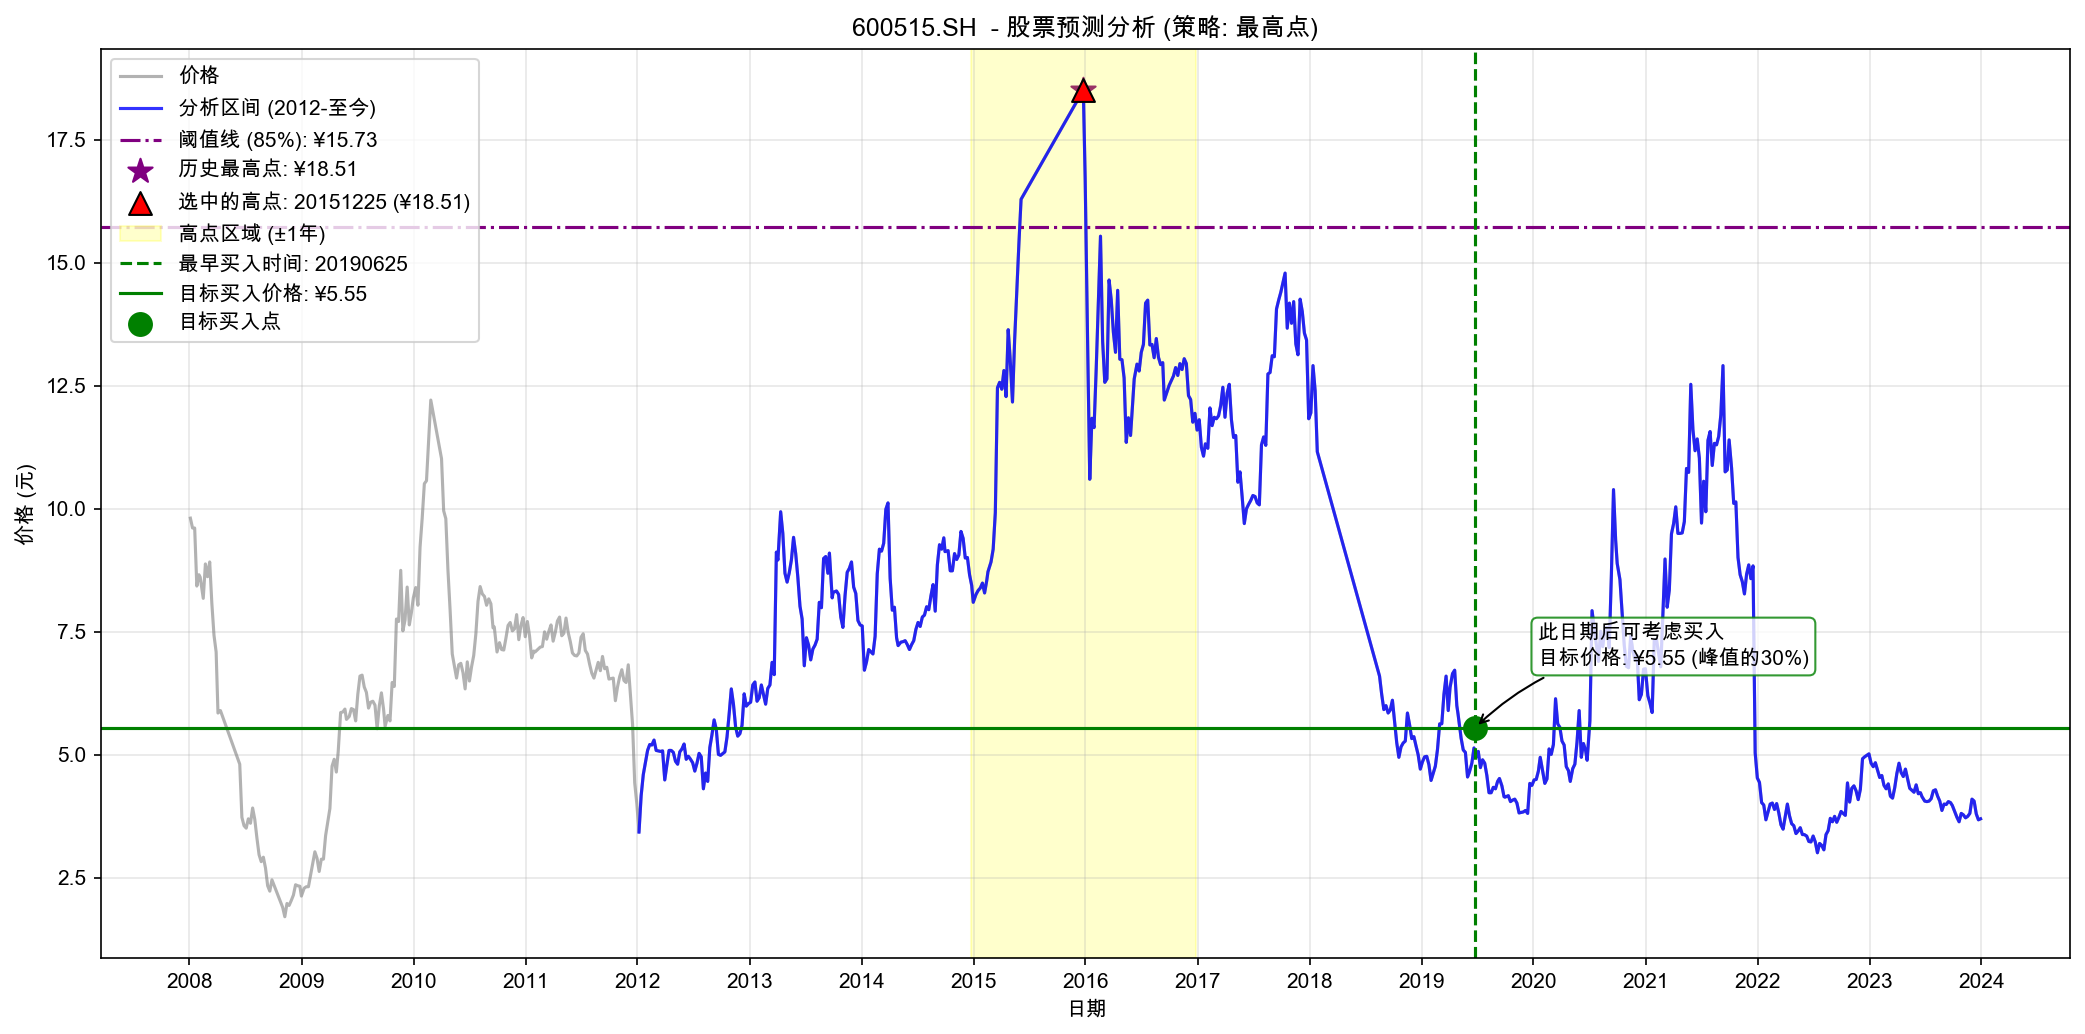 600515.SH - 股票预测分析 (策略: 最高点)
价格
分析区间 (2012-至今)
阈值线 (85%): ¥15.73
历史最高点: ¥18.51
选中的高点: 20151225 (¥18.51)
高点区域 (±1年)
最早买入时间: 20190625
目标买入价格: ¥5.55
目标买入点
17.5
15.0
12.5
10.0
7.5
5.0
2.5
价格 (元)
此日期后可考虑买入
目标价格: ¥5.55 (峰值的30%)
2008 2009 2010 2011 2012 2013 2014 2015 2016 2017 2018 2019 2020 2021 2022 2023 2024
日期